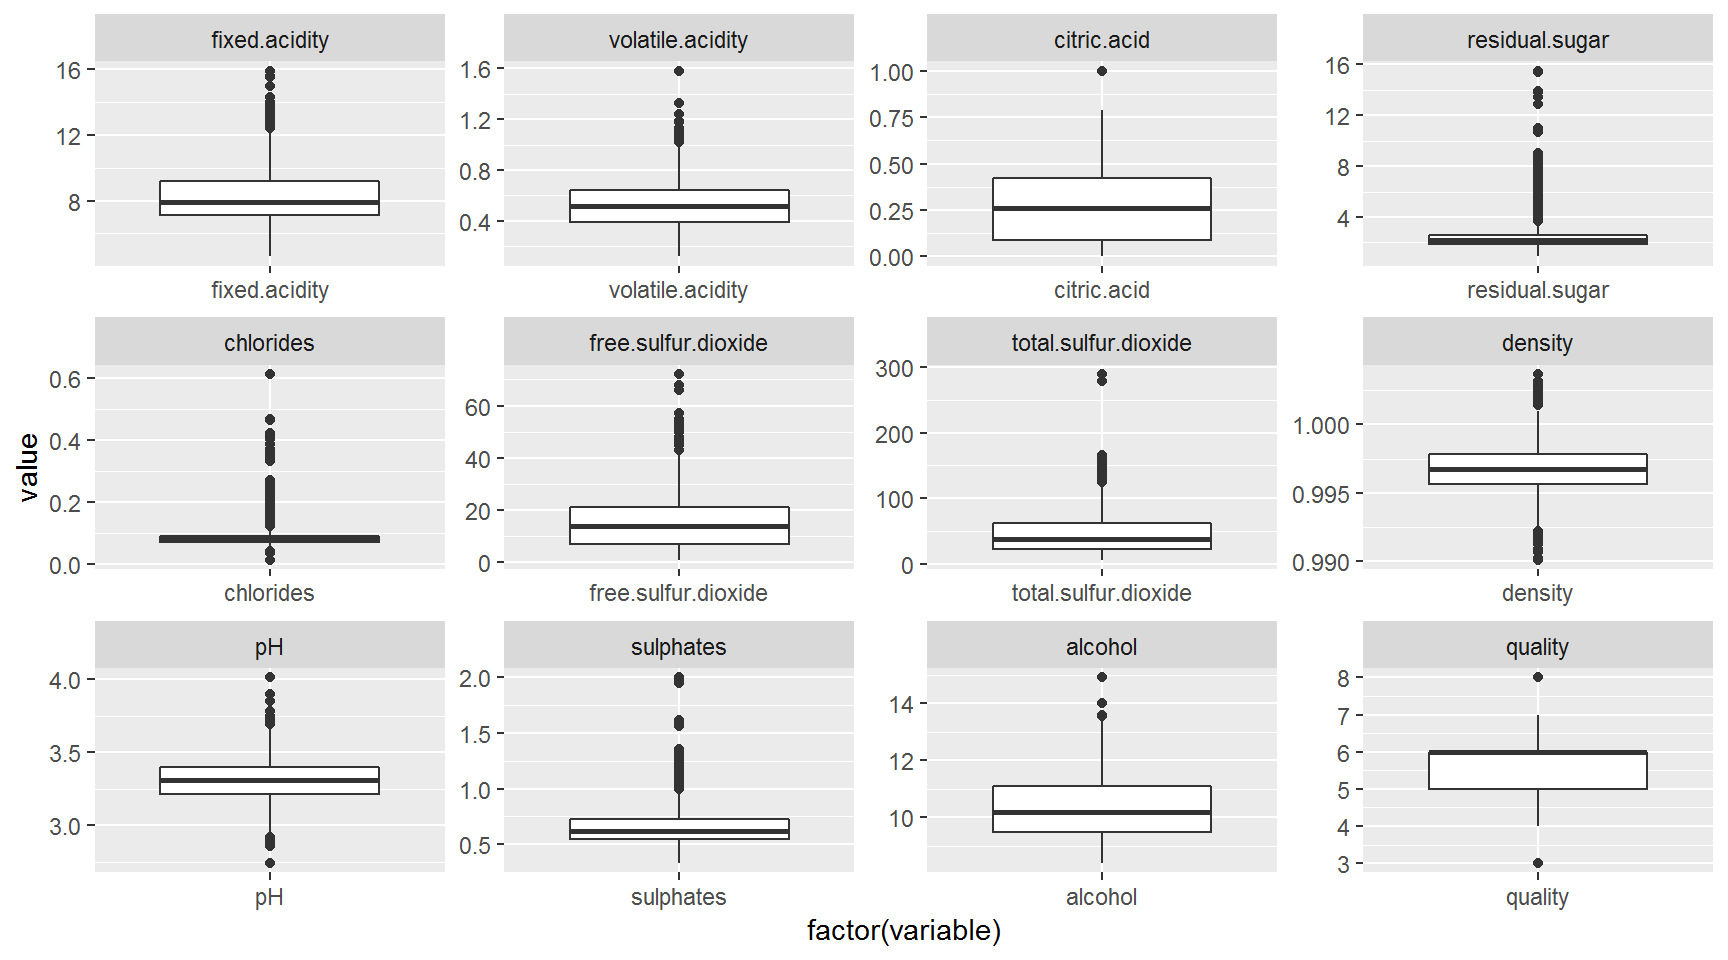 fixed.acidity
volatile.acidity
citric.acid
residual.sugar
16
12
8
1.6
1.2
0.8
0.4
1.00
0.75
0.50
0.25
0.00
16
12
8
4
fixed.acidity
volatile.acidity
citric.acid
residual.sugar
chlorides
free.sulfur.dioxide
total.sulfur.dioxide
density
value
0.6
0.4
0.2
0.0
60
40
20
0
300
200
100
0
1.000
0.995
0.990
chlorides
free.sulfur.dioxide
total.sulfur.dioxide
density
pH
sulphates
alcohol
quality
4.0
3.5
3.0
2.0
1.5
1.0
0.5
14
12
10
8
7
6
5
4
3
pH
sulphates
alcohol
quality
factor(variable)